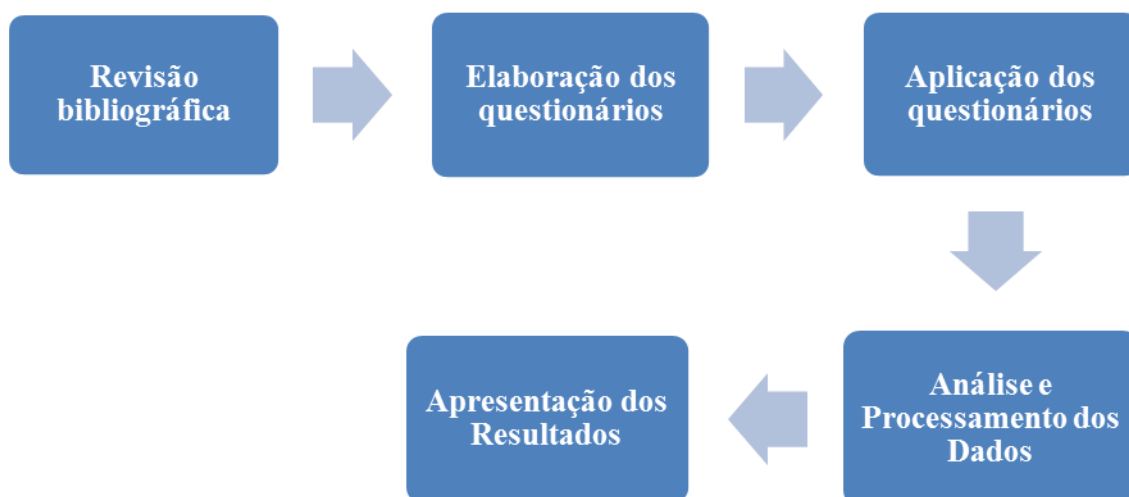 Revisão
bibliográfica
Elaboração dos
questionários
Aplicação dos
questionários
Análise e
Processamento dos
Dados
Apresentação dos
Resultados